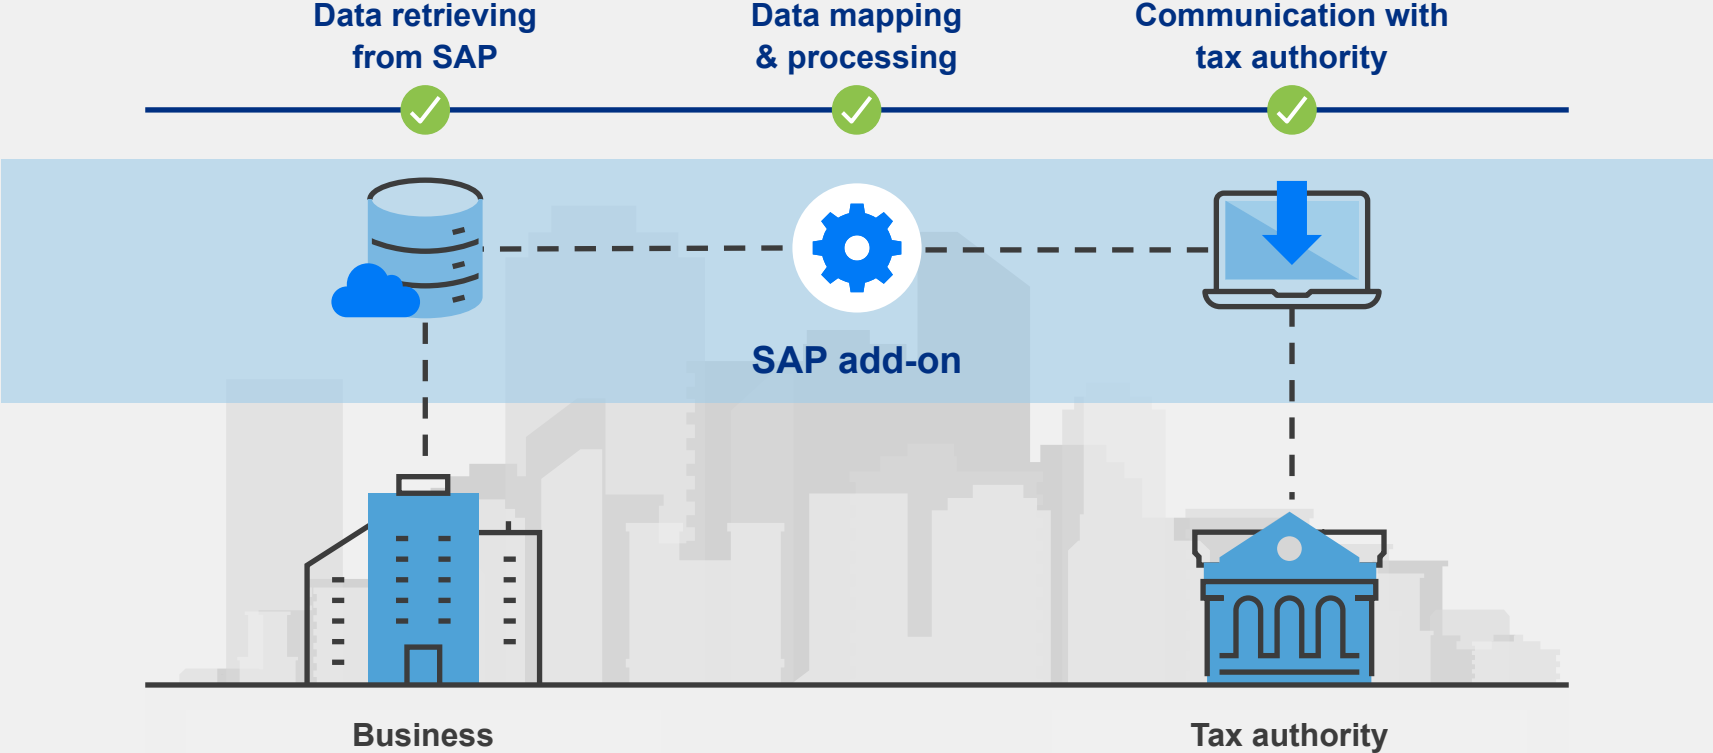 Data retrieving
from SAP
Data mapping
& processing
Communication with
tax authority
SAP add-on
Business
Tax authority